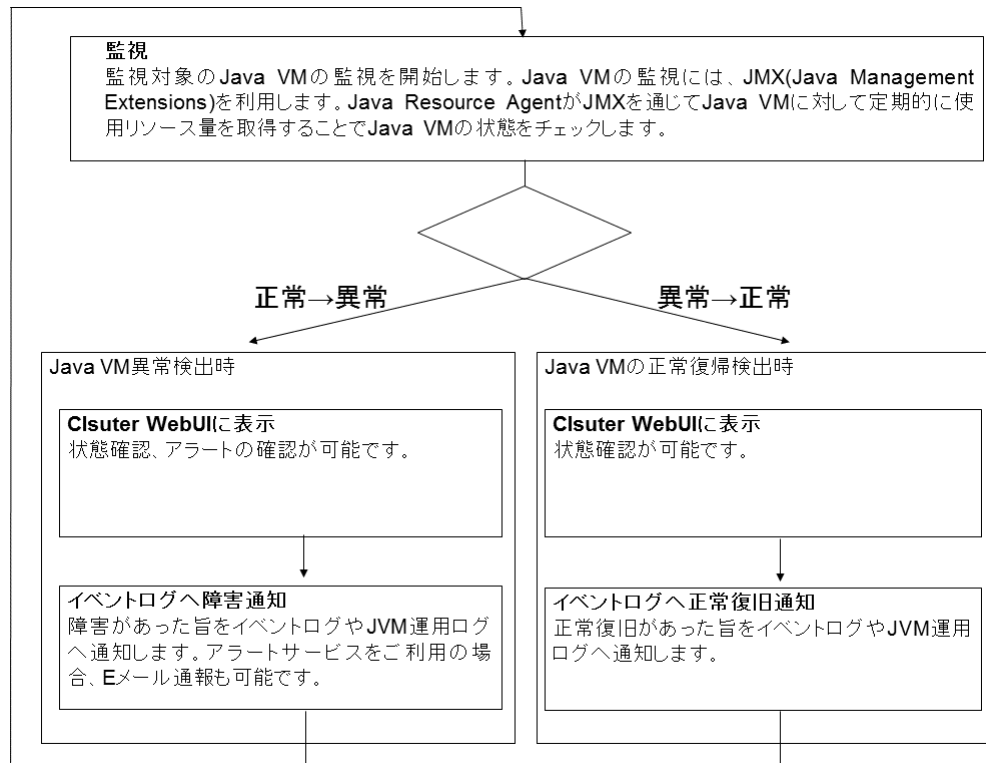 監視
監視対象のJava VMの監視を開始します。Java VMの監視には、JMX(Java Management
Extensions)を利用します。Java Resource AgentがJMXを通じてJava VMに対して定期的に使
用リソース量を取得することでJava VMの状態をチェックします。
正常→異常
異常→正常
Java VM異常検出時
Clsuter WebUIに表示
状態確認、アラートの確認が可能です。
イベントログへ障害通知
障害があった旨をイベントログやJVM運用ログ
へ通知します。アラートサービスをご利用の場
合、Eメール通報も可能です。
Java VMの正常復帰検出時
Clsuter WebUIに表示
状態確認が可能です。
イベントログへ正常復旧通知
正常復旧があった旨をイベントログやJVM運用
ログへ通知します。